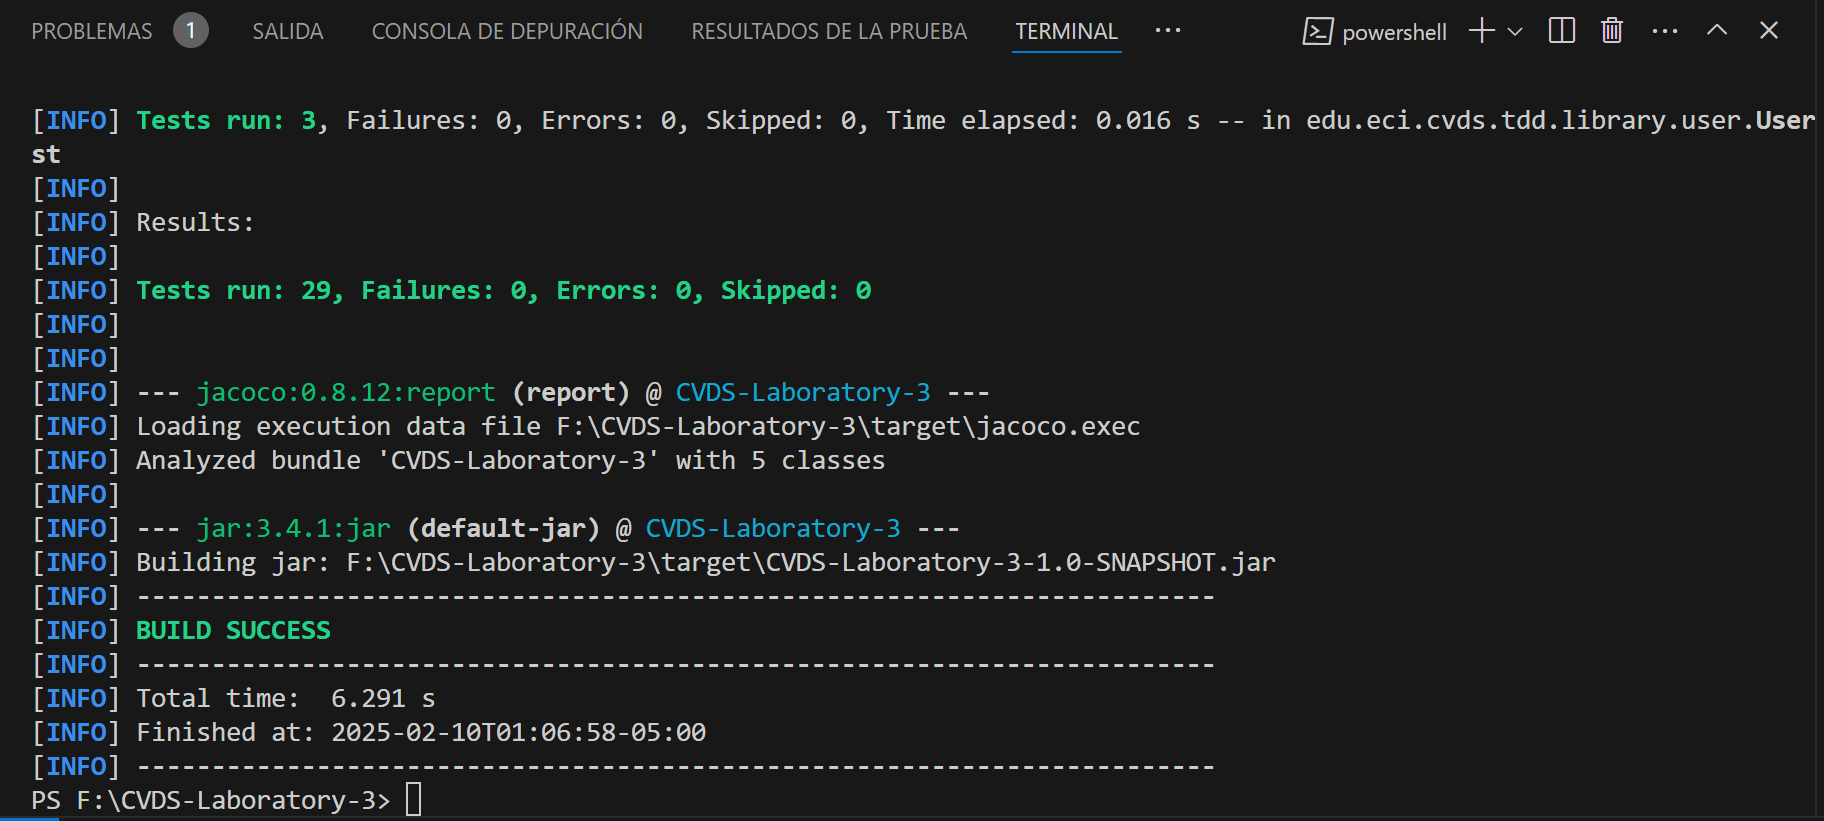 PROBLEMAS 1 SALIDA CONSOLA DE DEPURACIÓN RESULTADOS DE LA PRUEBA TERMINAL ··· powershell
[INFO] Tests run: 3, Failures: 0, Errors: 0, Skipped: 0, Time elapsed: 0.016 s -- in edu.eci.cvds.tdd.library.user.User
st
[INFO]
[INFO] Results:
[INFO]
[INFO] Tests run: 29, Failures: 0, Errors: 0, Skipped: 0
[INFO]
[INFO]
[INFO] --- jacoco:0.8.12:report (report) @ CVDS-Laboratory-3 ---
[INFO] Loading execution data file F:\CVDS-Laboratory-3\target\jacoco.exec
[INFO] Analyzed bundle 'CVDS-Laboratory-3' with 5 classes
[INFO]
[INFO] --- jar:3.4.1:jar (default-jar) @ CVDS-Laboratory-3 ---
[INFO] Building jar: F:\CVDS-Laboratory-3\target\CVDS-Laboratory-3-1.0-SNAPSHOT.jar
[INFO] ------------------------------------------------------------------------
[INFO] BUILD SUCCESS
[INFO] ------------------------------------------------------------------------
[INFO] Total time:  6.291 s
[INFO] Finished at: 2025-02-10T01:06:58-05:00
[INFO] ------------------------------------------------------------------------
PS F:\CVDS-Laboratory-3>